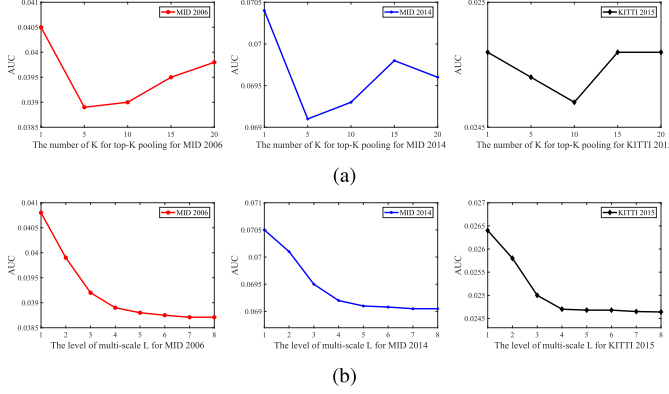 0.041
0.0405
0.04
0.0395
0.039
0.0385
AUC
MID 2006
1 5 10 15 20
The number of K for top-K pooling for MID 2006
0.0705
0.07
0.0695
0.069
AUC
MID 2014
1 5 10 15 20
The number of K for top-K pooling for MID 2014
0.025
0.0245
AUC
KITTI 2015
1 5 10 15 20
The number of K for top-K pooling for KITTI 201
(a)
0.041
0.0405
0.04
0.0395
0.039
0.0385
AUC
MID 2006
1 2 3 4 5 6 7 8
The level of multi-scale L for MID 2006
0.071
0.0705
0.07
0.0695
0.069
AUC
MID 2014
1 2 3 4 5 6 7 8
The level of multi-scale L for MID 2014
0.027
0.0265
0.026
0.0255
0.025
0.0245
AUC
KITTI 2015
1 2 3 4 5 6 7 8
The level of multi-scale L for KITTI 2015
(b)